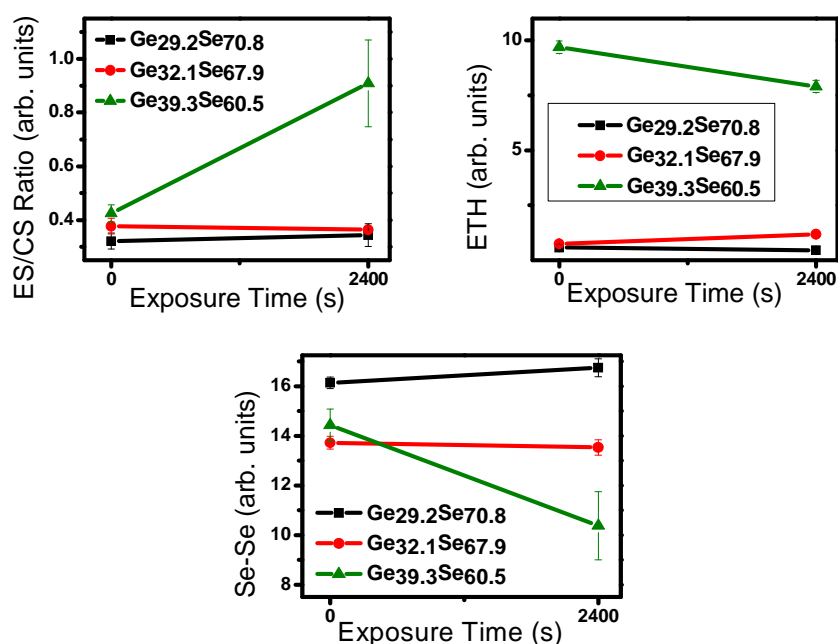 Ge29.2Se70.8
Ge32.1Se67.9
Ge39.3Se60.5
1.0
0.8
0.6
0.4
ES/CS Ratio (arb. units)
0
2400
Exposure Time (s)
10
5
ETH (arb. units)
Ge29.2Se70.8
Ge32.1Se67.9
Ge39.3Se60.5
0
2400
Exposure Time (s)
16
14
12
10
8
Se-Se (arb. units)
Ge29.2Se70.8
Ge32.1Se67.9
Ge39.3Se60.5
0
2400
Exposure Time (s)